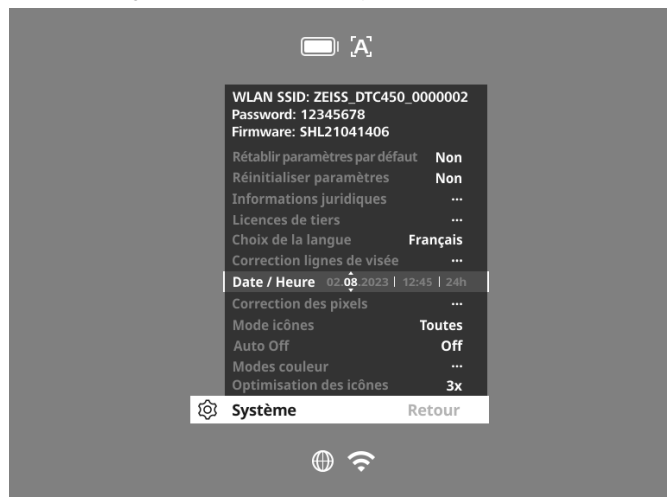 A
WLAN SSID: ZEISS_DTC450_0000002
Password: 12345678
Firmware: SHL21041406
Rétablir paramètres par défaut Non
Réinitialiser paramètres Non
Informations juridiques ...
Licences de tiers ...
Choix de la langue Français
Correction lignes de visée ...
Date / Heure 02.08.2023 | 12:45 | 24h
Correction des pixels ...
Mode icônes Toutes
Auto Off Off
Modes couleur ...
Optimisation des icônes 3x
Système Retour